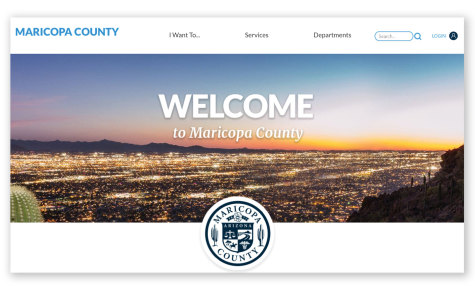 MARICOPA COUNTY
I Want To...
Services
Departments
Search...
LOGIN
WELCOME
to Maricopa County
MARICOPA
ARIZONA
COUNTY